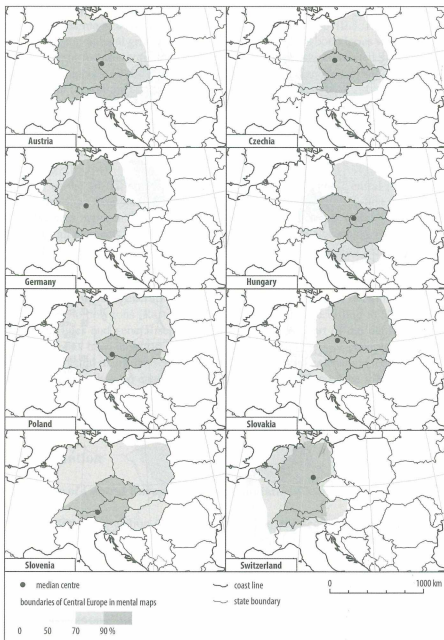 Austria
Czechia
Germany
Hungary
Poland
Slovakia
Slovenia
Switzerland
median centre
coast line
boundaries of Central Europe in mental maps
state boundary
0 50 70 90 %
0 1000 km